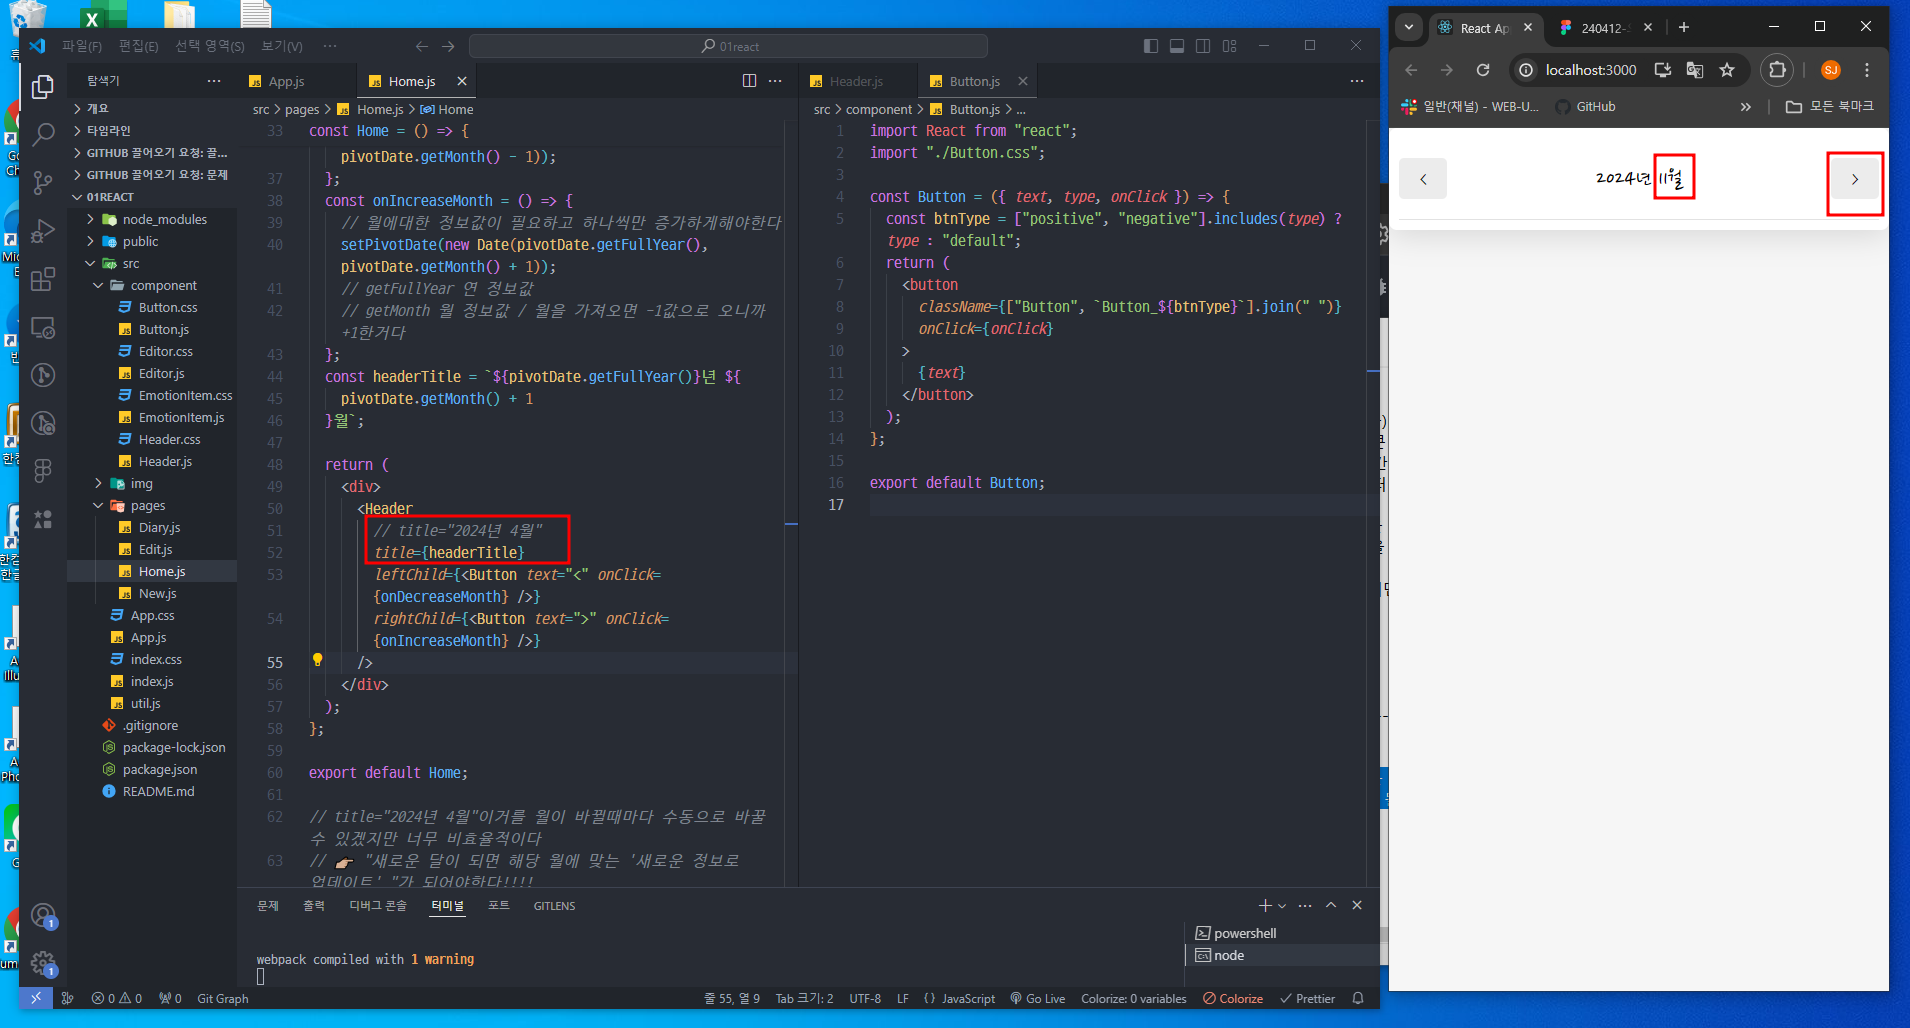 파일(F) 편집(E) 선택 영역(S) 보기(V) ···
01react
탐색기 ···
개요
타임라인
GITHUB 끌어오기 요청: 끌...
GITHUB 끌어오기 요청: 문제
01REACT
node_modules
public
src
component
Button.css
Button.js
Editor.css
Editor.js
EmotionItem.css
EmotionItem.js
Header.css
Header.js
img
pages
Diary.js
Edit.js
Home.js
New.js
App.css
App.js
index.css
index.js
util.js
.gitignore
package-lock.json
package.json
README.md
App.js
Home.js
src > pages > Home.js > Home
33 const Home = () => {
pivotDate.getMonth() - 1));
37 };
38 const onIncreaseMonth = () => {
39 // 월에대한 정보값이 필요하고 하나씩만 증가하게해야한다
40 setPivotDate(new Date(pivotDate.getFullYear(),
pivotDate.getMonth() + 1));
41 // getFullYear 연 정보값
42 // getMonth 월 정보값 / 월을 가져오면 -1값으로 오니까
+1한거다
43 };
44 const headerTitle = `${pivotDate.getFullYear()}년 ${
45 pivotDate.getMonth() + 1
46 }월`;
47
48 return (
49 <div>
50 <Header
51 // title="2024년 4월"
52 title={headerTitle}
53 leftChild={<Button text="<" onClick=
{onDecreaseMonth} />}
54 rightChild={<Button text=">" onClick=
{onIncreaseMonth} />}
55 />
56 </div>
57 );
58 };
59
60 export default Home;
61
62 // title="2024년 4월"이거를 월이 바뀔때마다 수동으로 바꿀
수 있겠지만 너무 비효율적이다
63 // 👉 "새로운 달이 되면 해당 월에 맞는 '새로운 정보로
업데이트' "가 되어야한다!!!!
Header.js
Button.js
src > component > Button.js > ...
1 import React from "react";
2 import "./Button.css";
3
4 const Button = ({ text, type, onClick }) => {
5 const btnType = ["positive", "negative"].includes(type) ?
type : "default";
6 return (
7 <button
8 className={["Button", `Button_${btnType}`].join(" ")}
9 onClick={onClick}
10 >
11 {text}
12 </button>
13 );
14 };
15
16 export default Button;
17
문제 출력 디버그 콘솔 터미널 포트 GITLENS
webpack compiled with 1 warning
powershell
node
0 0 0 Git Graph
줄 55, 열 9 Tab 크기: 2 UTF-8 LF {} JavaScript Go Live Colorize: 0 variables Colorize Prettier
React Ap
240412-
localhost:3000
SJ
일반(채널) - WEB-U...
GitHub
모든 북마크
<
2024년 11월
>